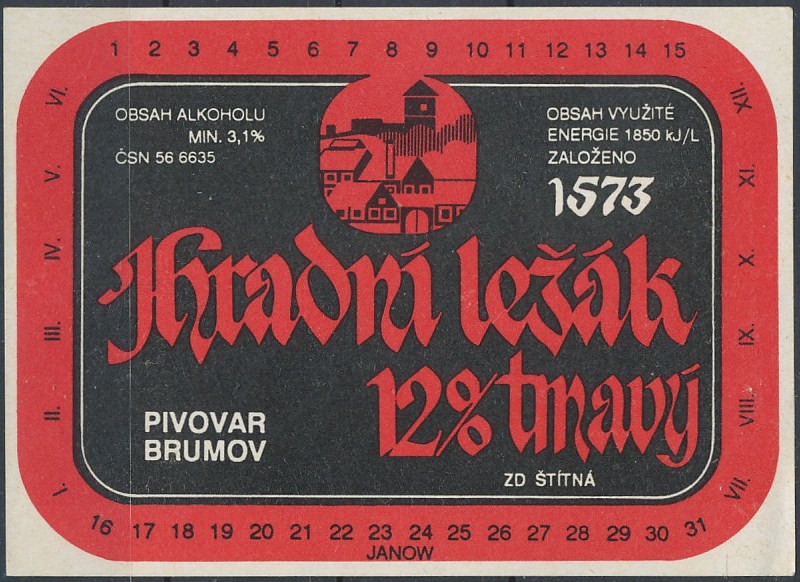 1 2 3 4 5 6 7 8 9 10 11 12 13 14 15
VI. V. IV. III. II. I.
OBSAH ALKOHOLU
MIN. 3,1%
ČSN 56 6635
OBSAH VYUŽITÉ
ENERGIE 1850 kJ/L
ZALOŽENO
1573
Hradní ležák
12% tmavý
PIVOVAR
BRUMOV
ZD ŠTÍTNÁ
XII. XI. X. IX. VIII. VII.
16 17 18 19 20 21 22 23 24 25 26 27 28 29 30 31
JANOW